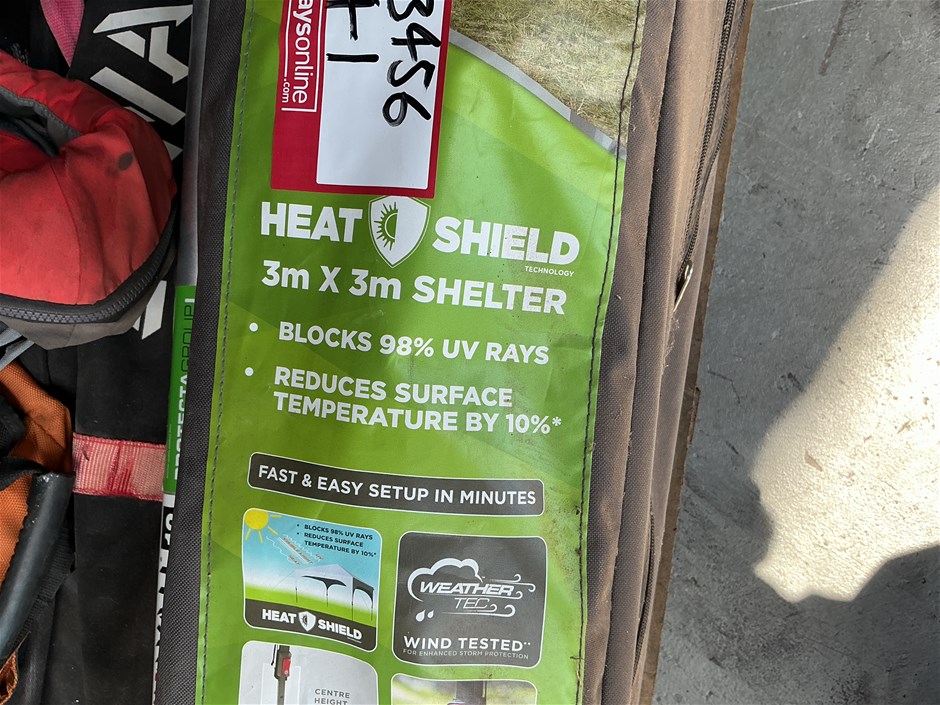 aysonline
.com
3456
+1
HEAT SHIELD
TECHNOLOGY
3m X 3m SHELTER
• BLOCKS 98% UV RAYS
• REDUCES SURFACE
TEMPERATURE BY 10%*
FAST & EASY SETUP IN MINUTES
• BLOCKS 98% UV RAYS
• REDUCES SURFACE
TEMPERATURE BY 10%*
HEAT SHIELD
WEATHER
TEC
WIND TESTED**
FOR ENHANCED STORM PROTECTION
CENTRE
HEIGHT